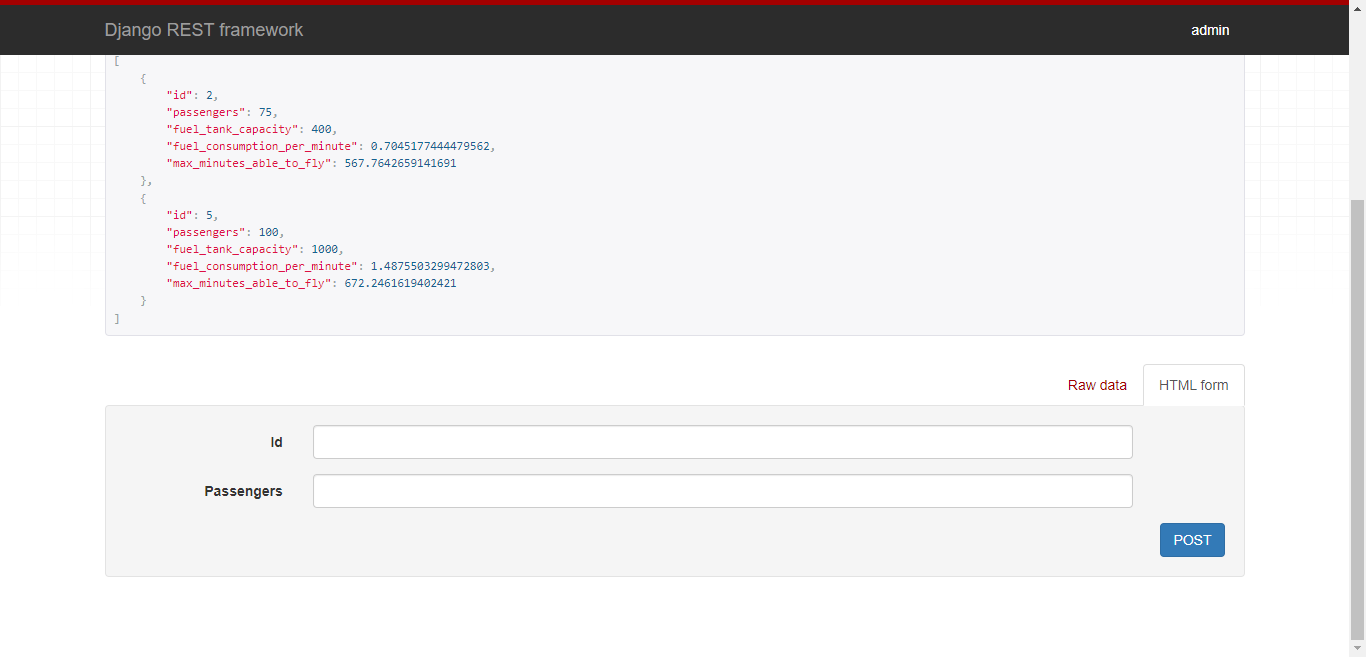 Django REST framework
admin
[
{
"id": 2,
"passengers": 75,
"fuel_tank_capacity": 400,
"fuel_consumption_per_minute": 0.7045177444479562,
"max_minutes_able_to_fly": 567.7642659141691
},
{
"id": 5,
"passengers": 100,
"fuel_tank_capacity": 1000,
"fuel_consumption_per_minute": 1.4875503299472803,
"max_minutes_able_to_fly": 672.2461619402421
}
]
Raw data
HTML form
Id
Passengers
POST